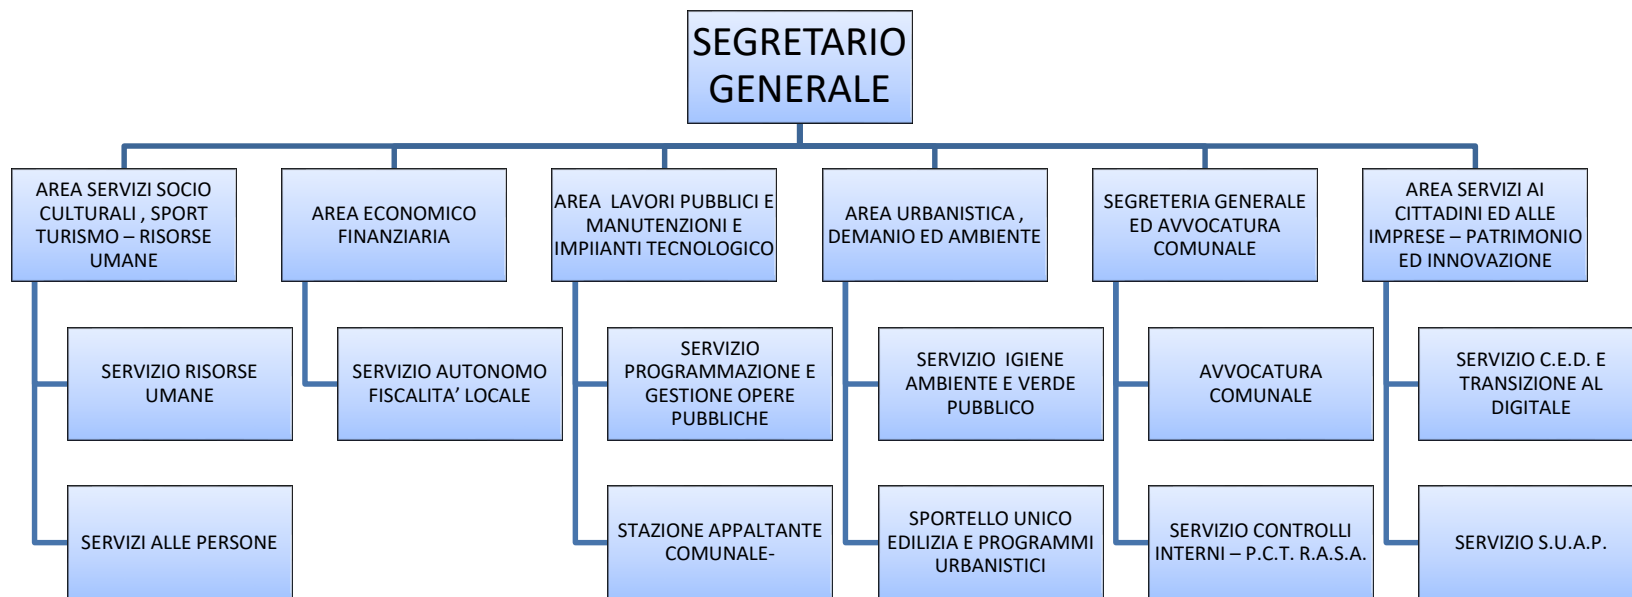 SEGRETARIO
GENERALE
AREA SERVIZI SOCIO
CULTURALI , SPORT
TURISMO – RISORSE
UMANE
AREA ECONOMICO
FINANZIARIA
AREA  LAVORI PUBBLICI E
MANUTENZIONI E
IMPIIANTI TECNOLOGICO
AREA URBANISTICA ,
DEMANIO ED AMBIENTE
SEGRETERIA GENERALE
ED AVVOCATURA
COMUNALE
AREA SERVIZI AI
CITTADINI ED ALLE
IMPRESE – PATRIMONIO
ED INNOVAZIONE
SERVIZIO RISORSE
UMANE
SERVIZIO AUTONOMO
FISCALITA’ LOCALE
SERVIZIO
PROGRAMMAZIONE E
GESTIONE OPERE
PUBBLICHE
SERVIZIO  IGIENE
AMBIENTE E VERDE
PUBBLICO
AVVOCATURA
COMUNALE
SERVIZIO C.E.D. E
TRANSIZIONE AL
DIGITALE
SERVIZI ALLE PERSONE
STAZIONE APPALTANTE
COMUNALE-
SPORTELLO UNICO
EDILIZIA E PROGRAMMI
URBANISTICI
SERVIZIO CONTROLLI
INTERNI – P.C.T. R.A.S.A.
SERVIZIO S.U.A.P.